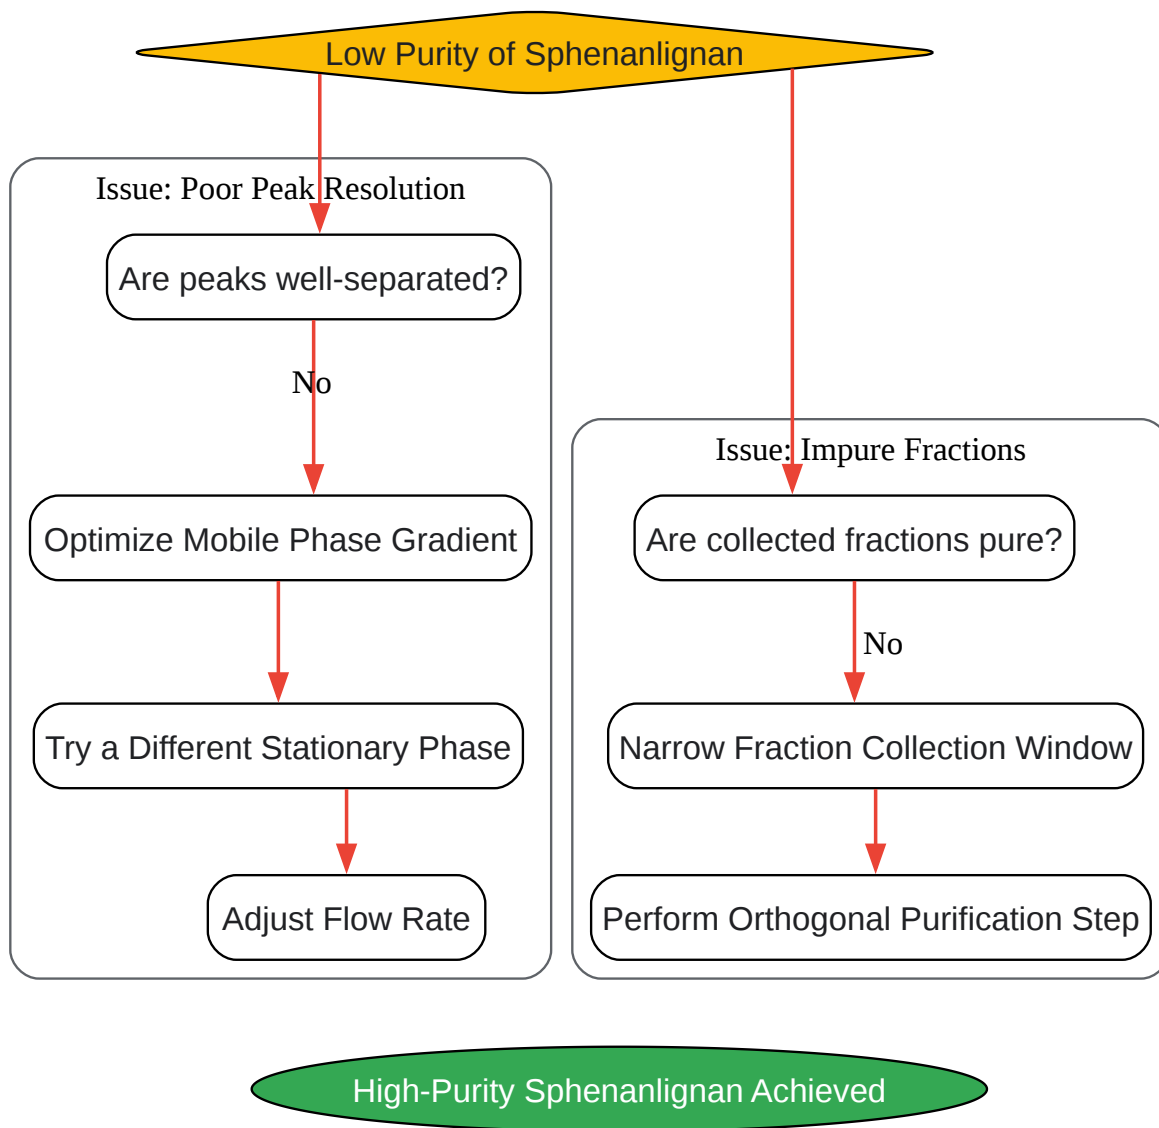 Low Purity of Sphenanlignan
Issue: Poor Peak Resolution
Are peaks well-separated?
No
Optimize Mobile Phase Gradient
Try a Different Stationary Phase
Adjust Flow Rate
Issue: Impure Fractions
Are collected fractions pure?
No
Narrow Fraction Collection Window
Perform Orthogonal Purification Step
High-Purity Sphenanlignan Achieved